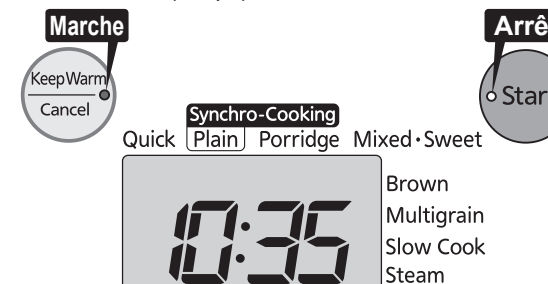 Marche
Arrê
Keep Warm
Cancel
Star
Synchro-Cooking
Quick Plain Porridge Mixed·Sweet
10:35
Brown
Multigrain
Slow Cook
Steam